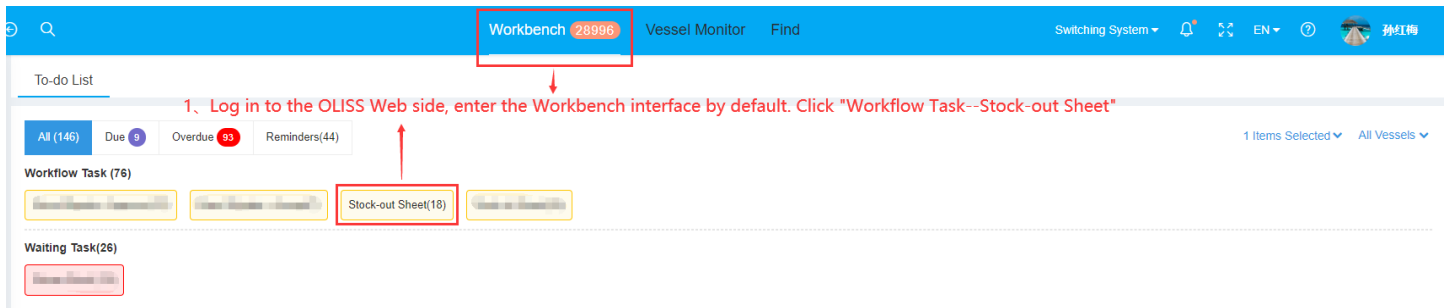 Workbench 28996 Vessel Monitor Find Switching System EN 孙红梅
To-do List
1、Log in to the OLISS Web side, enter the Workbench interface by default. Click "Workflow Task--Stock-out Sheet"
All (146) Due 9 Overdue 93 Reminders(44) 1 Items Selected All Vessels
Workflow Task (76)
Stock-out Sheet(18)
Waiting Task(26)